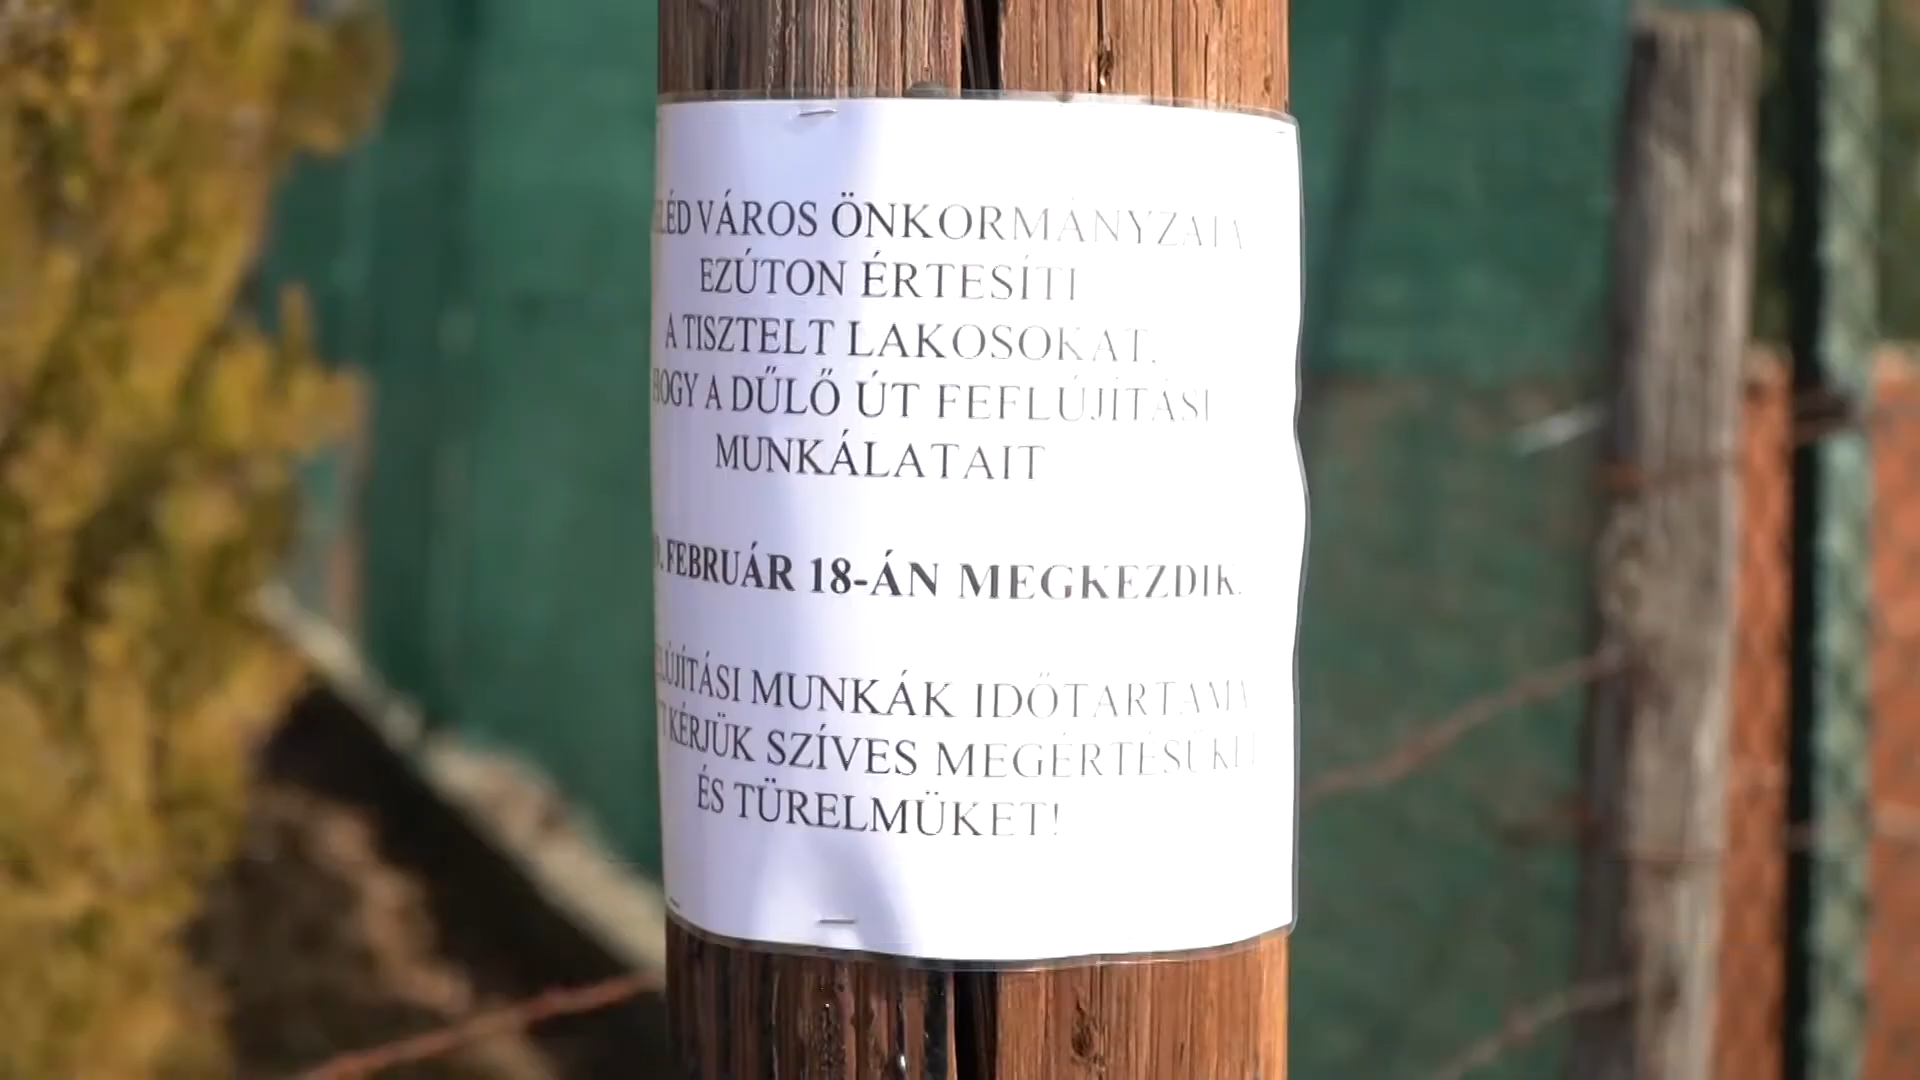 VÁROS ÖNKORMÁNYZATA
EZÚTON ÉRTESÍTI
A TISZTELT LAKOSOKAT,
HOGY A DŰLŐ ÚT FEFLÚJÍTÁSI
MUNKÁLATAIT
FEBRUÁR 18-ÁN MEGKEZDIK.
MUNKÁK IDŐTARTAMA
KÉRJÜK SZÍVES MEGÉRTÉSÜKET
ÉS TÜRELMÜKET!